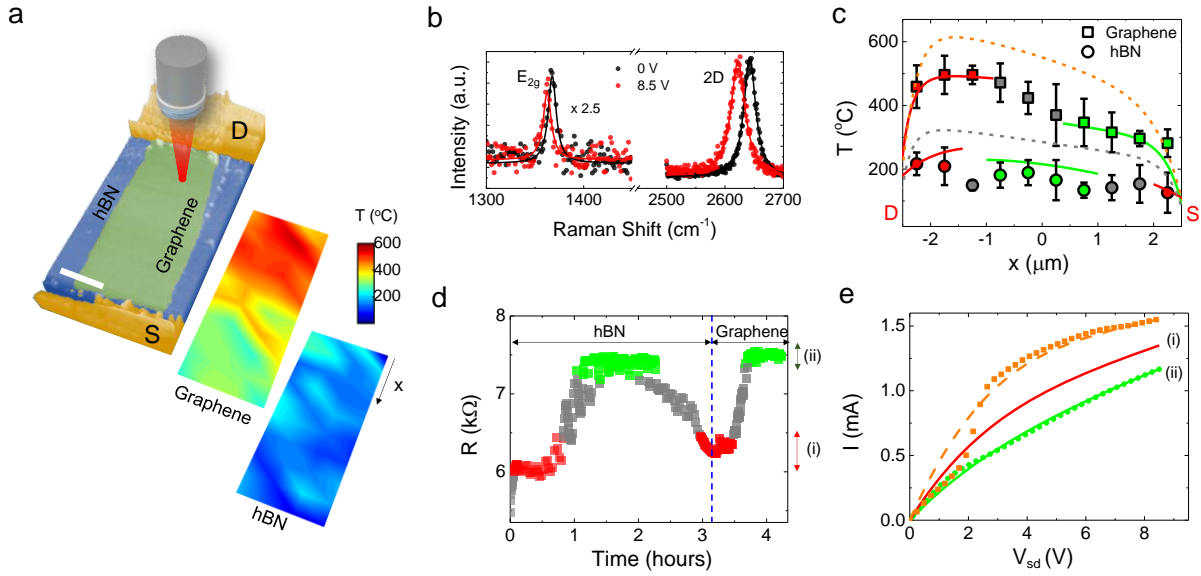 a
D
hBN
Graphene
S
T (°C)
600
400
200
Graphene
x
hBN
b
Intensity (a.u.)
E2g
0 V
8.5 V
x 2.5
2D
1300 1400 2500 2600 2700
Raman Shift (cm⁻¹)
c
Graphene
hBN
T (°C)
600
400
200
D
S
-2 -1 0 1 2
x (μm)
d
hBN
Graphene
(ii)
(i)
R (kΩ)
8
7
6
0 1 2 3 4
Time (hours)
e
I (mA)
1.5
1.0
0.5
0.0
(i)
(ii)
0 2 4 6 8
Vsd (V)